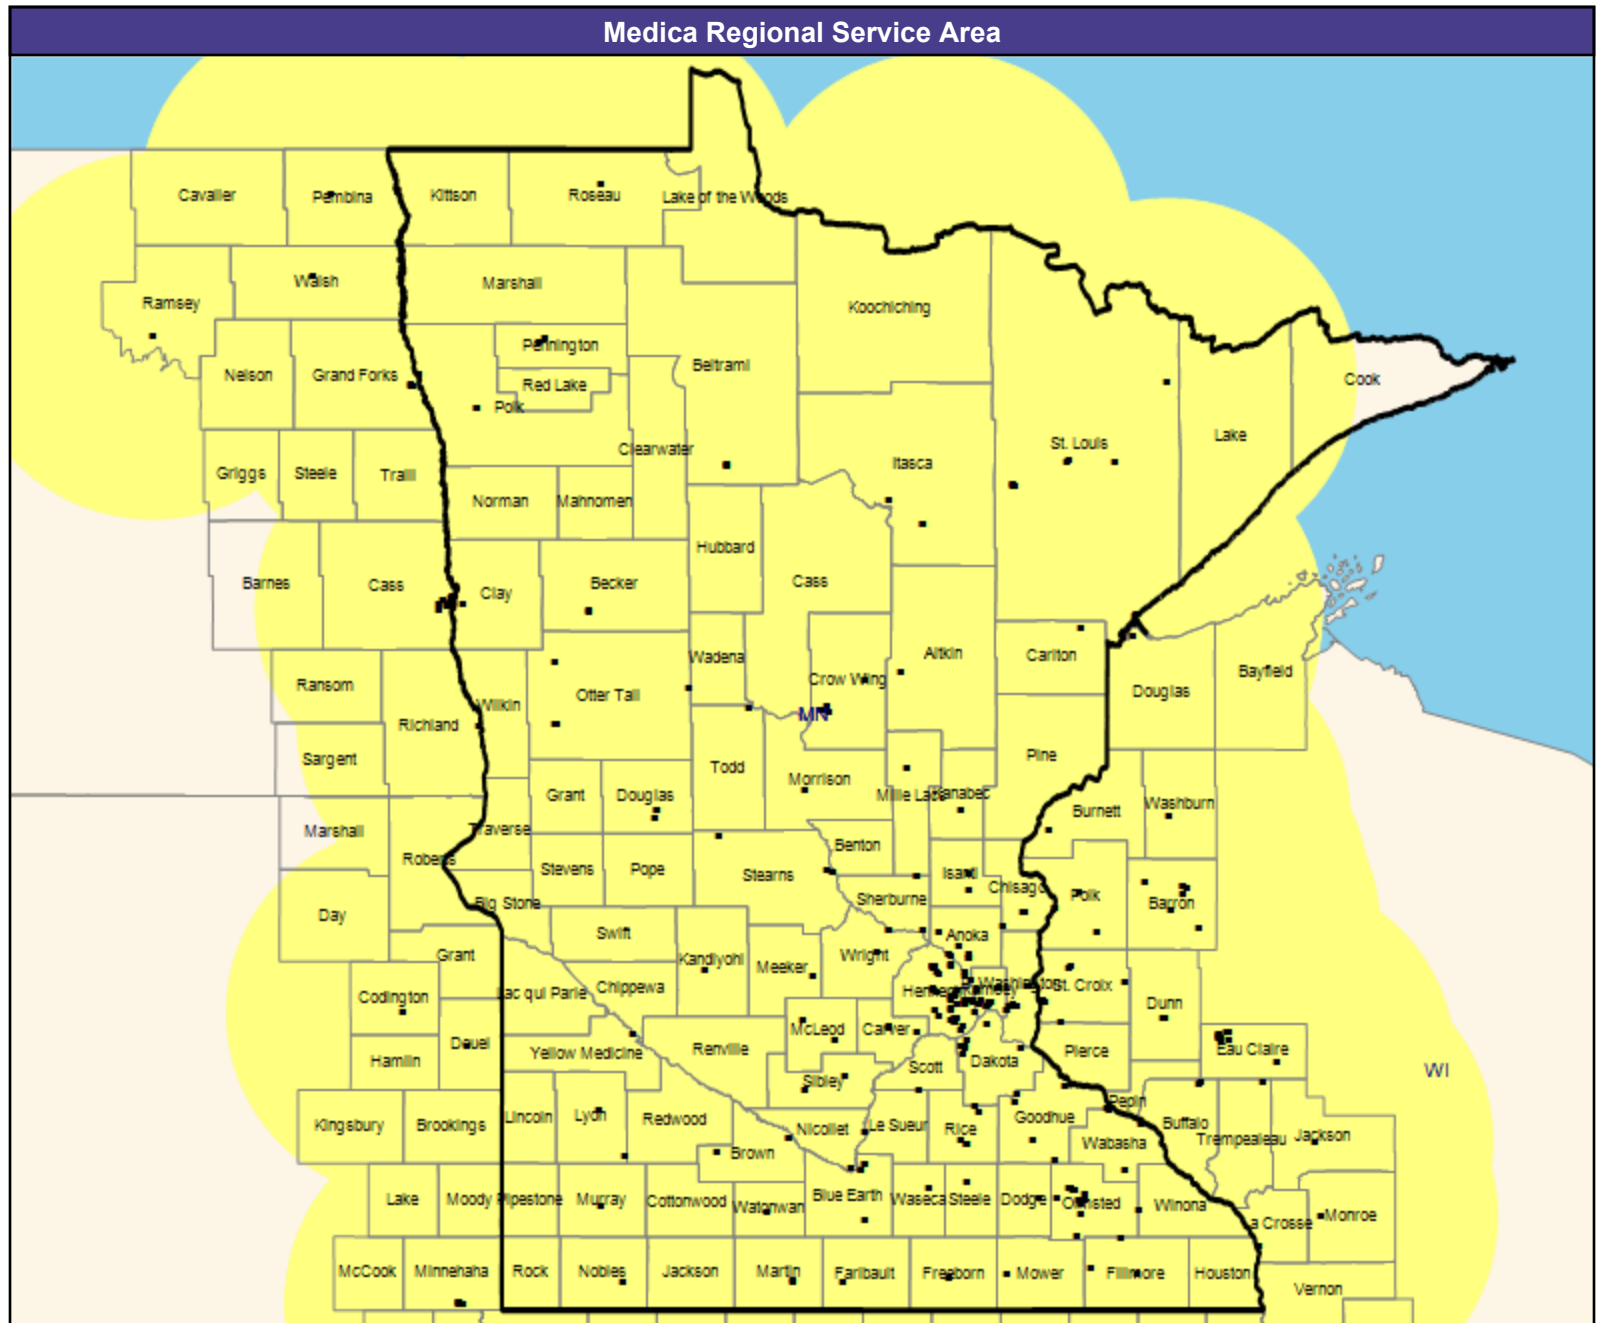 Medica Regional Service Area
Cavalier
Pembina
Kittson
Roseau
Lake of the Woods
Ramsey
Walsh
Marshall
Koochiching
Pennington
Nelson
Grand Forks
Red Lake
Beltrami
Cook
Polk
Clearwater
St. Louis
Lake
Griggs
Steele
Traill
Itasca
Norman
Mahnomen
Hubbard
Barnes
Cass
Clay
Becker
Cass
Ransom
Wilkin
Otter Tail
Wadena
Crow Wing
Aitkin
Carlton
Douglas
Bayfield
Richland
MN
Sargent
Todd
Morrison
Pine
Marshall
Traverse
Grant
Douglas
Mille Lacs
Kanabec
Burnett
Washburn
Roberts
Stevens
Pope
Stearns
Benton
Isanti
Chisago
Polk
Barron
Day
Big Stone
Swift
Sherburne
Anoka
Grant
Kandiyohi
Meeker
Wright
Codington
Lac qui Parle
Chippewa
Hennepin
Ramsey
Washington
St. Croix
Dunn
Hamlin
Deuel
Yellow Medicine
Renville
McLeod
Carver
Scott
Dakota
Pierce
Eau Claire
WI
Sibley
Kingsbury
Brookings
Lincoln
Lyon
Redwood
Brown
Nicollet
Le Sueur
Rice
Goodhue
Wabasha
Pepin
Buffalo
Trempealeau
Jackson
Lake
Moody
Pipestone
Murray
Cottonwood
Watonwan
Blue Earth
Waseca
Steele
Dodge
Olmsted
Winona
La Crosse
Monroe
McCook
Minnehaha
Rock
Nobles
Jackson
Martin
Faribault
Freeborn
Mower
Fillmore
Houston
Vernon